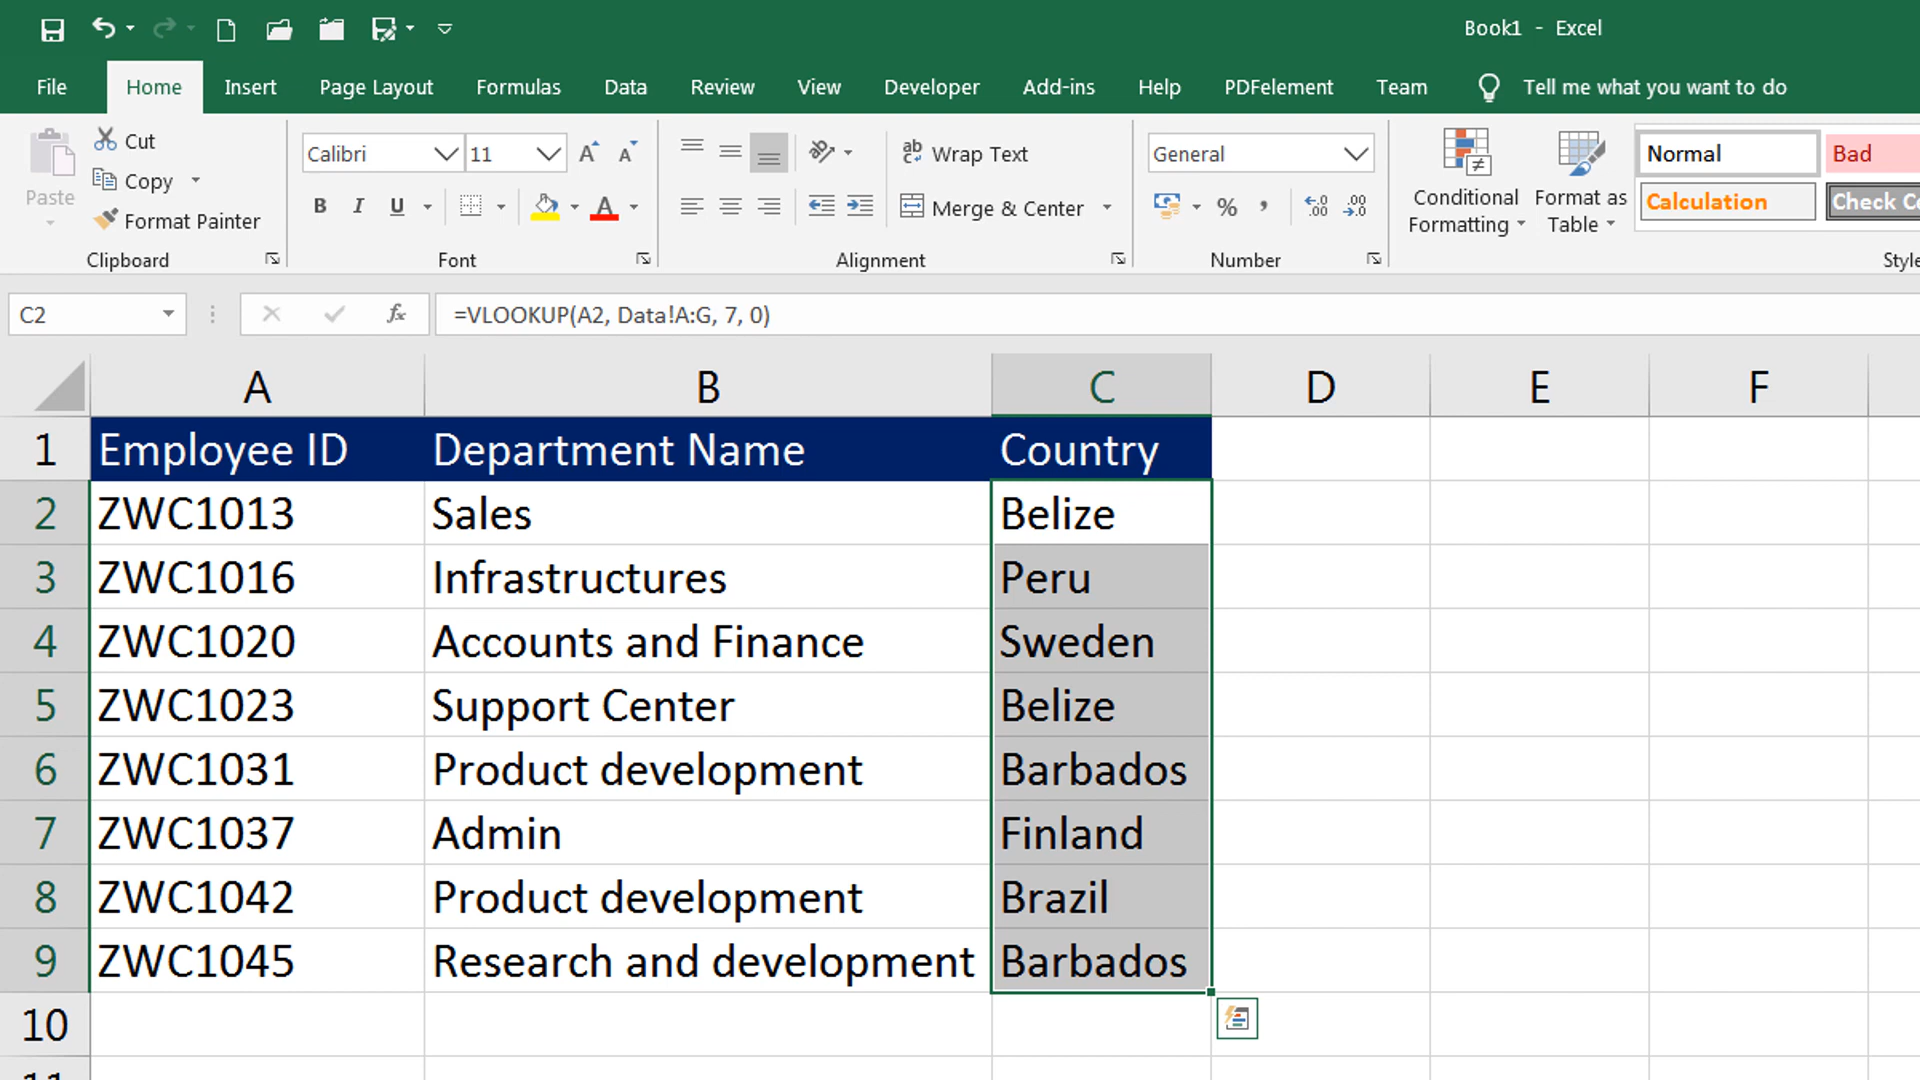 Book1 - Excel
File Home Insert Page Layout Formulas Data Review View Developer Add-ins Help PDFelement Team Tell me what you want to do
Paste
Cut
Copy
Format Painter
Clipboard
Calibri 11
B I U
Font
Wrap Text
Merge & Center
Alignment
General
%
Number
Conditional Formatting
Format as Table
Normal Bad
Calculation Check C
Style
C2 fx =VLOOKUP(A2, Data!A:G, 7, 0)
A B C D E F
1 Employee ID Department Name Country
2 ZWC1013 Sales Belize
3 ZWC1016 Infrastructures Peru
4 ZWC1020 Accounts and Finance Sweden
5 ZWC1023 Support Center Belize
6 ZWC1031 Product development Barbados
7 ZWC1037 Admin Finland
8 ZWC1042 Product development Brazil
9 ZWC1045 Research and development Barbados
10